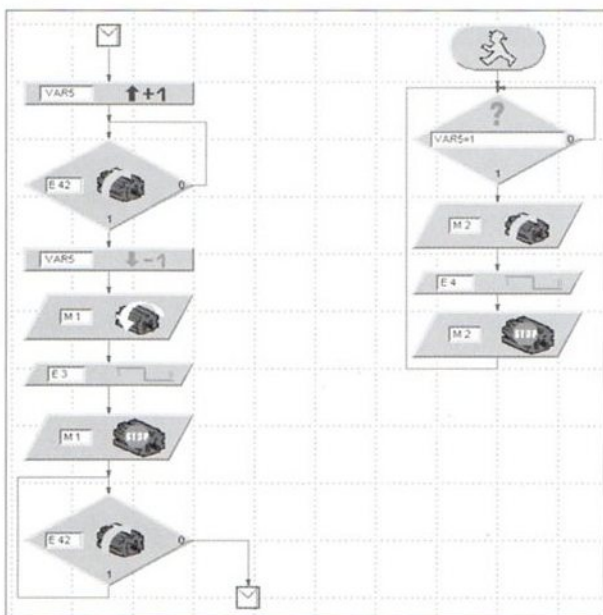 VAR5 +1
E 42 0
1
VAR5 -1
M 1
E 3
M 1 STOP
E 42 0
1
?
VAR5=1 0
1
M 2
E 4
M 2 STOP